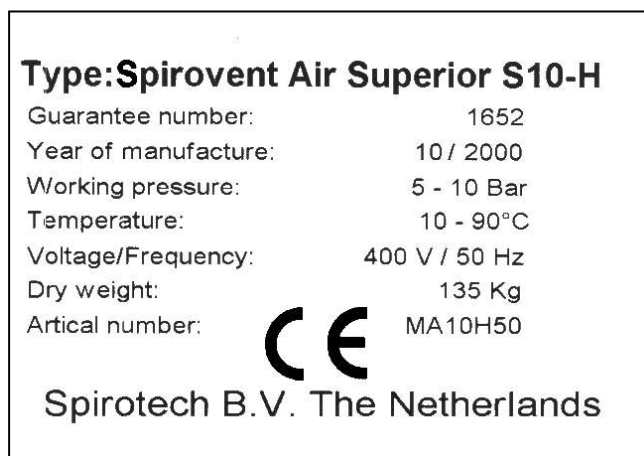 Type:Spirovent Air Superior S10-H
Guarantee number: 1652
Year of manufacture: 10/ 2000
Working pressure: 5 - 10 Bar
Temperature: 10 - 90°C
Voltage/Frequency: 400 V / 50 Hz
Dry weight: 135 Kg
Artical number: MA10H50
CE
Spirotech B.V. The Netherlands